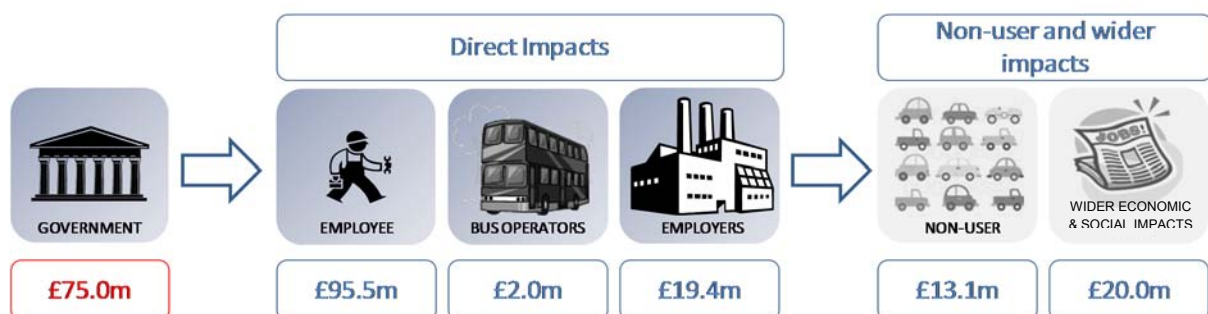 Direct Impacts
Non-user and wider
impacts
GOVERNMENT
EMPLOYEE
BUS OPERATORS
EMPLOYERS
JOBS!
NON-USER
WIDER ECONOMIC
& SOCIAL IMPACTS
£75.0m
£95.5m
£2.0m
£19.4m
£13.1m
£20.0m